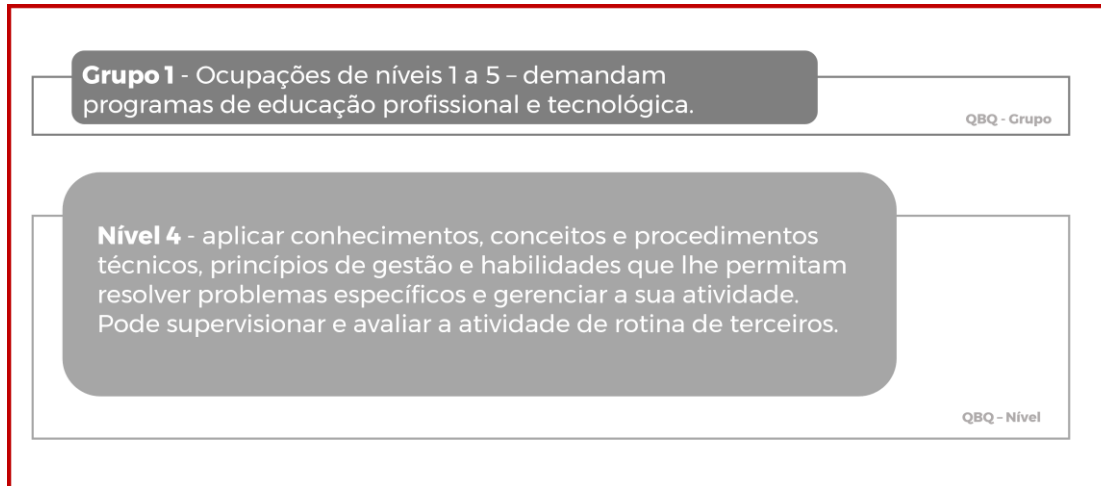 Grupo 1 - Ocupações de níveis 1 a 5 – demandam
programas de educação profissional e tecnológica.
QBQ - Grupo
Nível 4 - aplicar conhecimentos, conceitos e procedimentos
técnicos, princípios de gestão e habilidades que lhe permitam
resolver problemas específicos e gerenciar a sua atividade.
Pode supervisionar e avaliar a atividade de rotina de terceiros.
QBQ – Nível